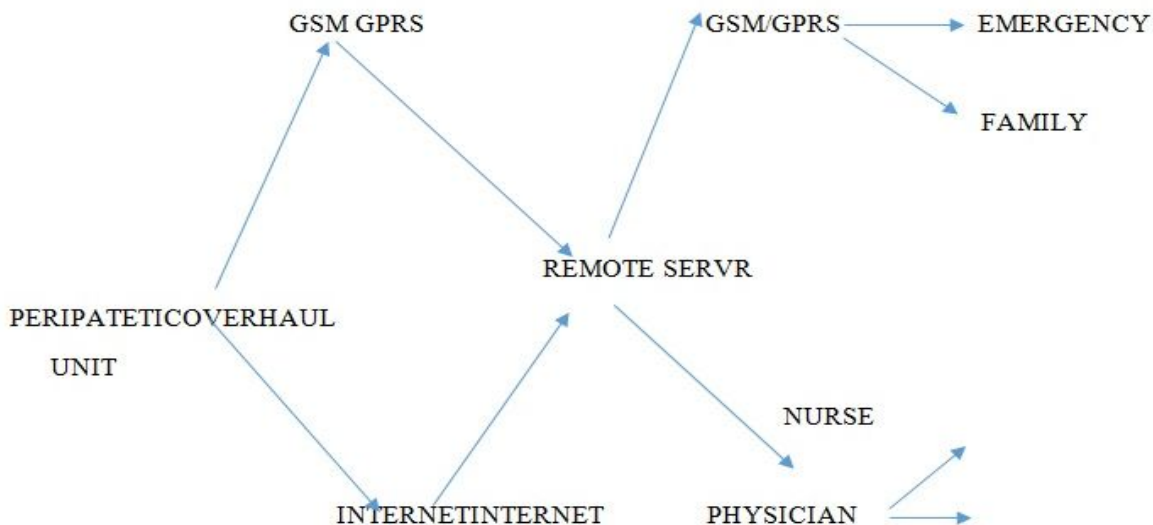 GSM GPRS
GSM/GPRS
EMERGENCY
FAMILY
REMOTE SERVR
PERIPATETICOVERHAUL
UNIT
NURSE
INTERNETINTERNET
PHYSICIAN